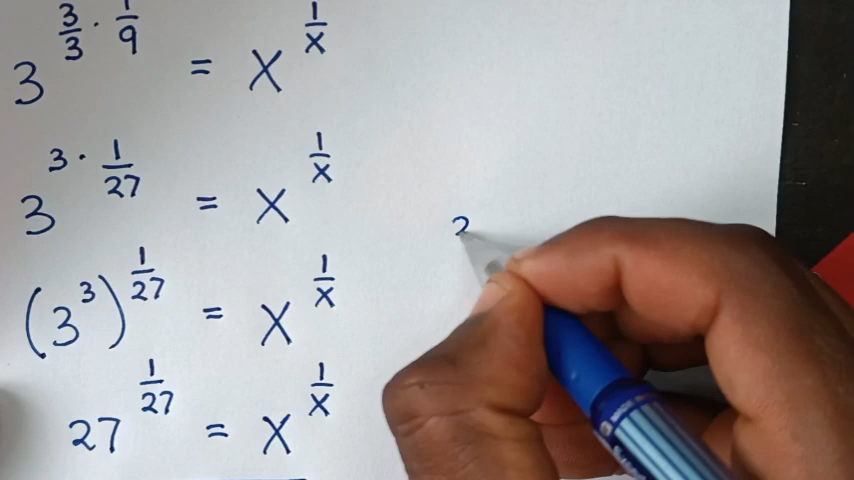 3^(3/3 · 1/9) = x^(1/x)
3^(3 · 1/27) = x^(1/x)
(3^3)^(1/27) = x^(1/x)
27^(1/27) = x^(1/x)